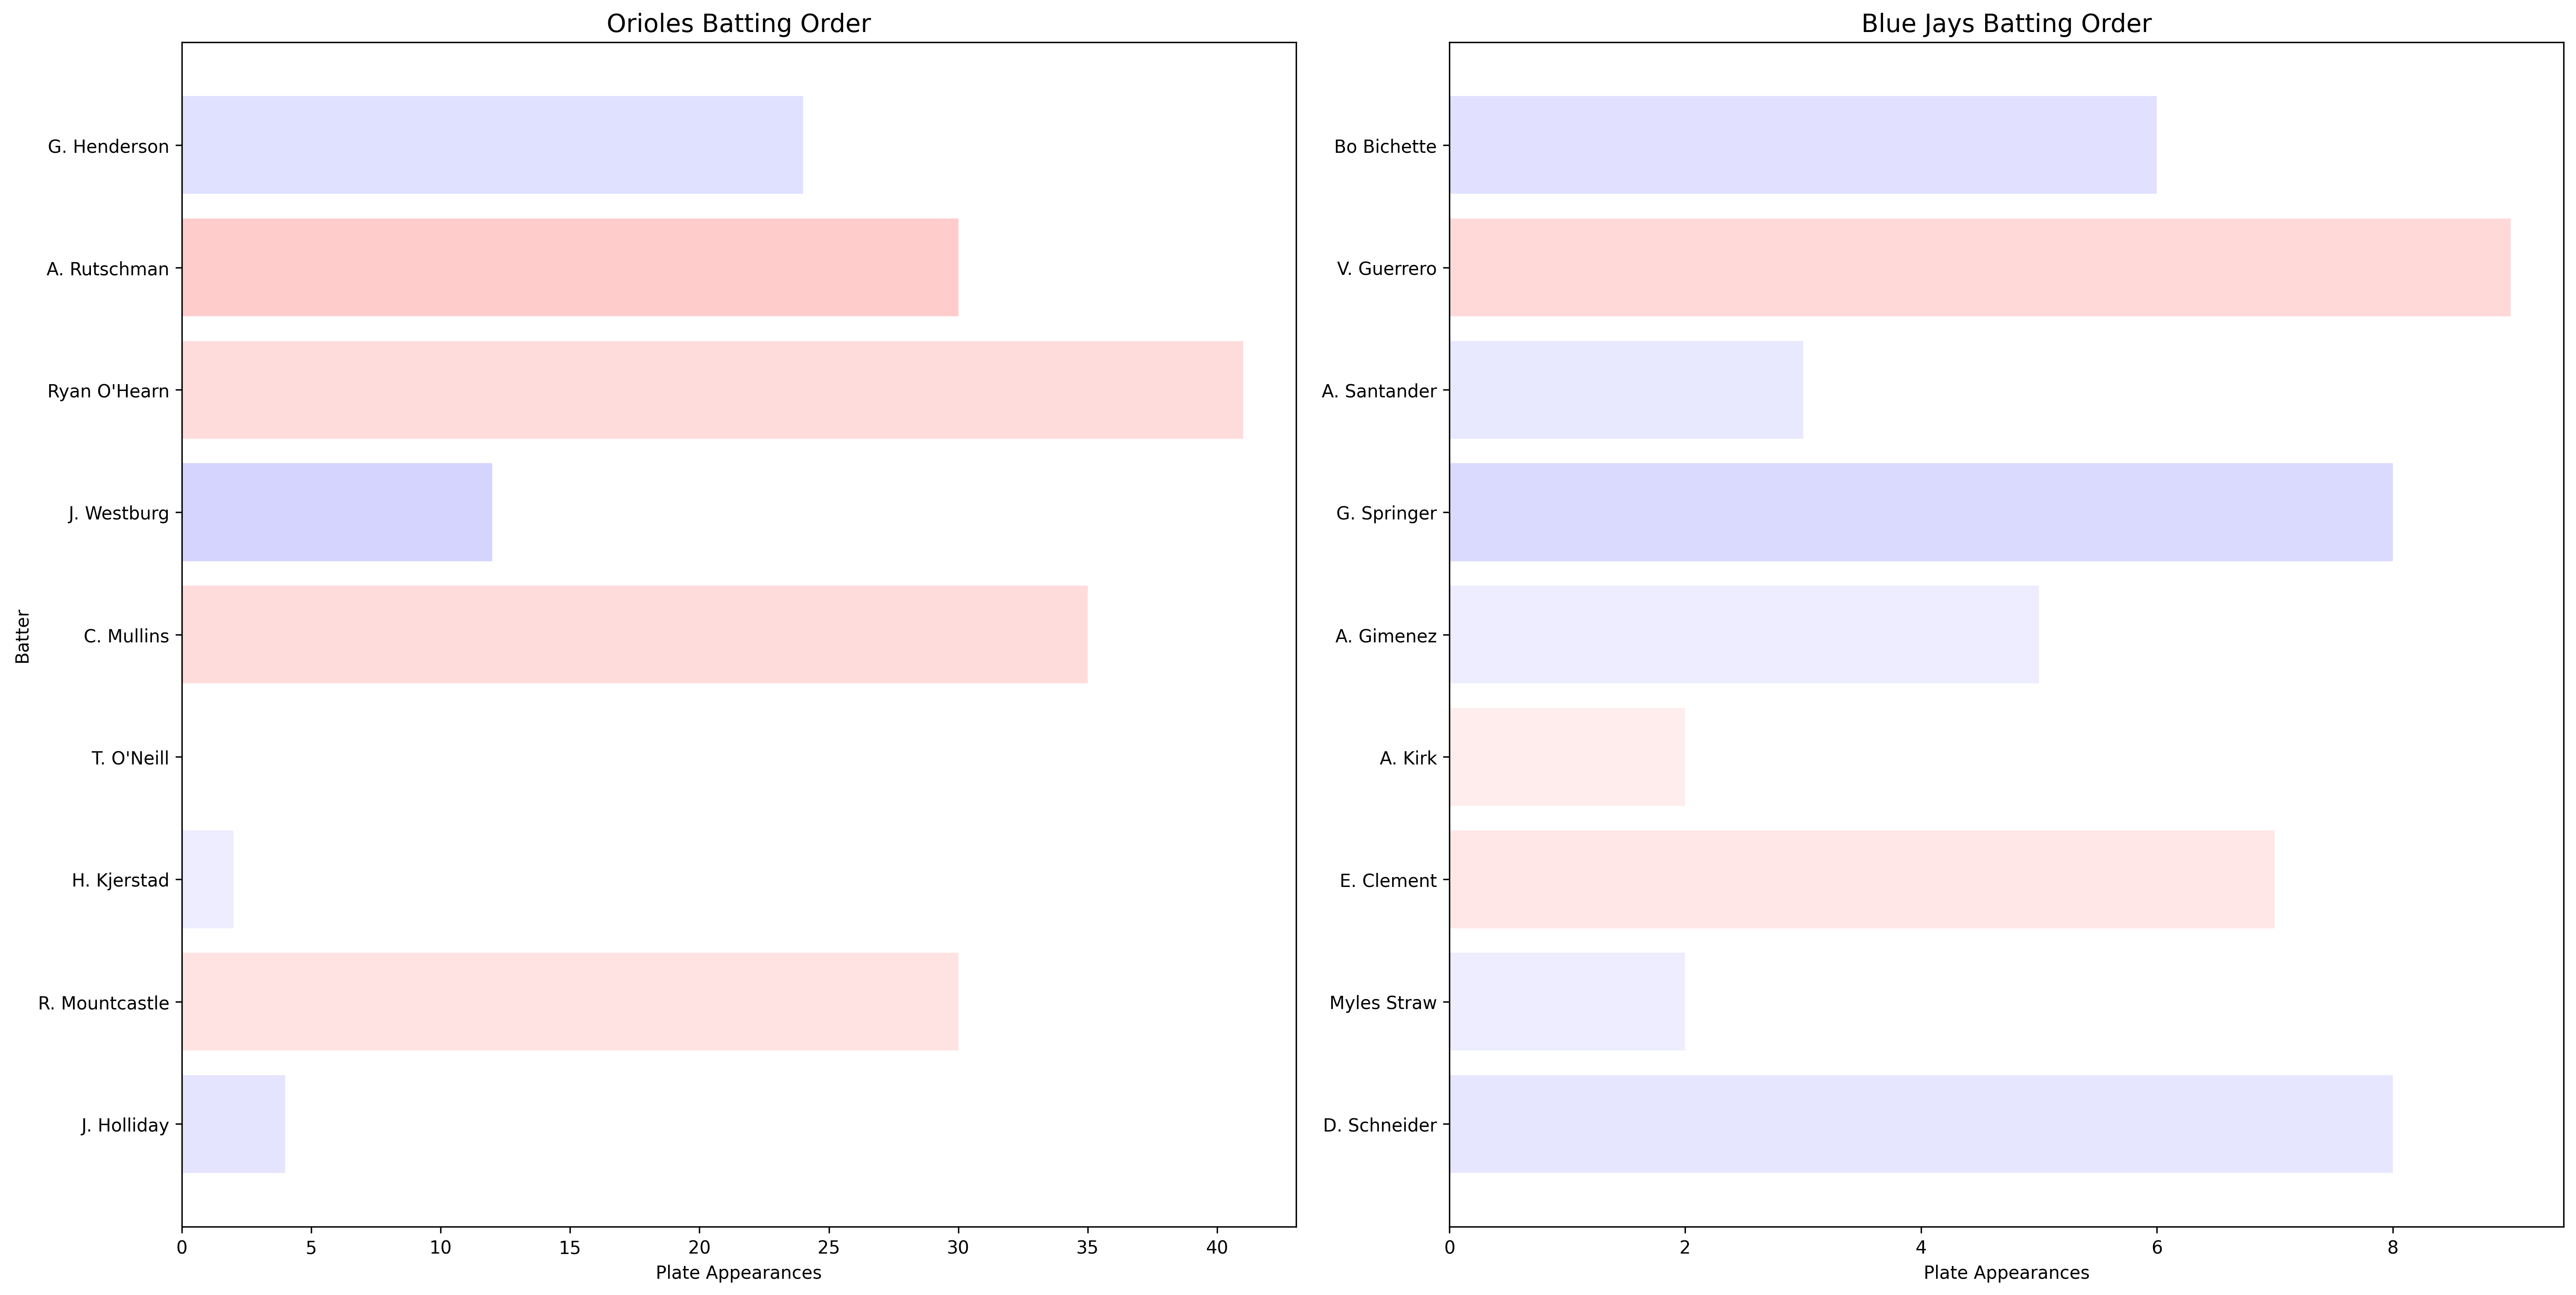 Orioles Batting Order
G. Henderson
A. Rutschman
Ryan O'Hearn
J. Westburg
C. Mullins
T. O'Neill
H. Kjerstad
R. Mountcastle
J. Holliday
Batter
0 5 10 15 20 25 30 35 40
Plate Appearances
Blue Jays Batting Order
Bo Bichette
V. Guerrero
A. Santander
G. Springer
A. Gimenez
A. Kirk
E. Clement
Myles Straw
D. Schneider
0 2 4 6 8
Plate Appearances